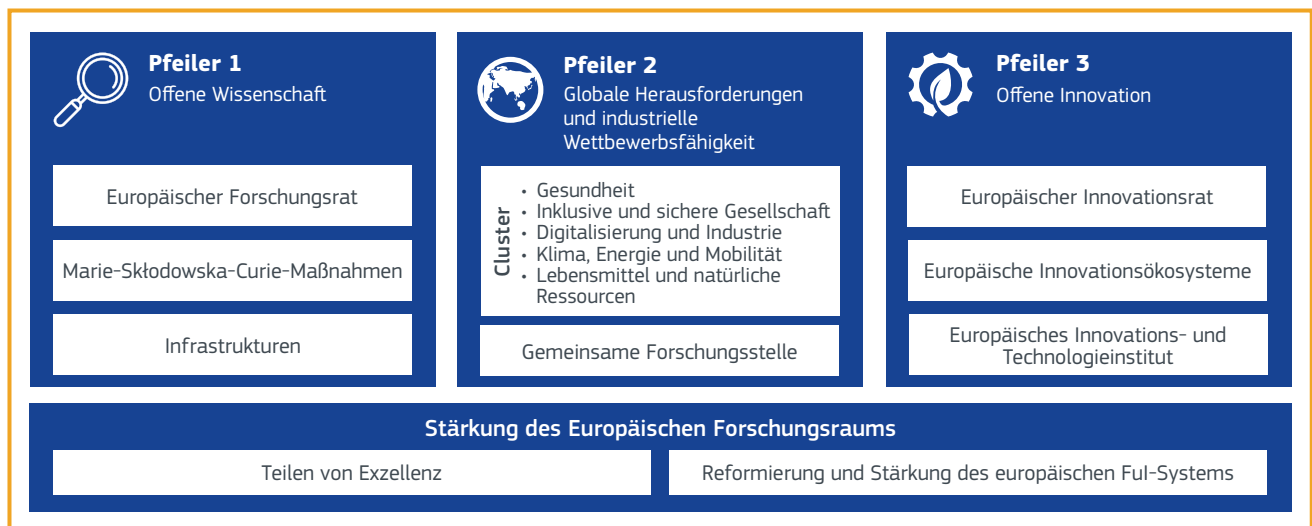 Pfeiler 1
Offene Wissenschaft
Europäischer Forschungsrat
Marie-Skłodowska-Curie-Maßnahmen
Infrastrukturen
Pfeiler 2
Globale Herausforderungen
und industrielle
Wettbewerbsfähigkeit
Cluster
• Gesundheit
• Inklusive und sichere Gesellschaft
• Digitalisierung und Industrie
• Klima, Energie und Mobilität
• Lebensmittel und natürliche
Ressourcen
Gemeinsame Forschungsstelle
Pfeiler 3
Offene Innovation
Europäischer Innovationsrat
Europäische Innovationsökosysteme
Europäisches Innovations- und
Technologieinstitut
Stärkung des Europäischen Forschungsraums
Teilen von Exzellenz
Reformierung und Stärkung des europäischen FuI-Systems